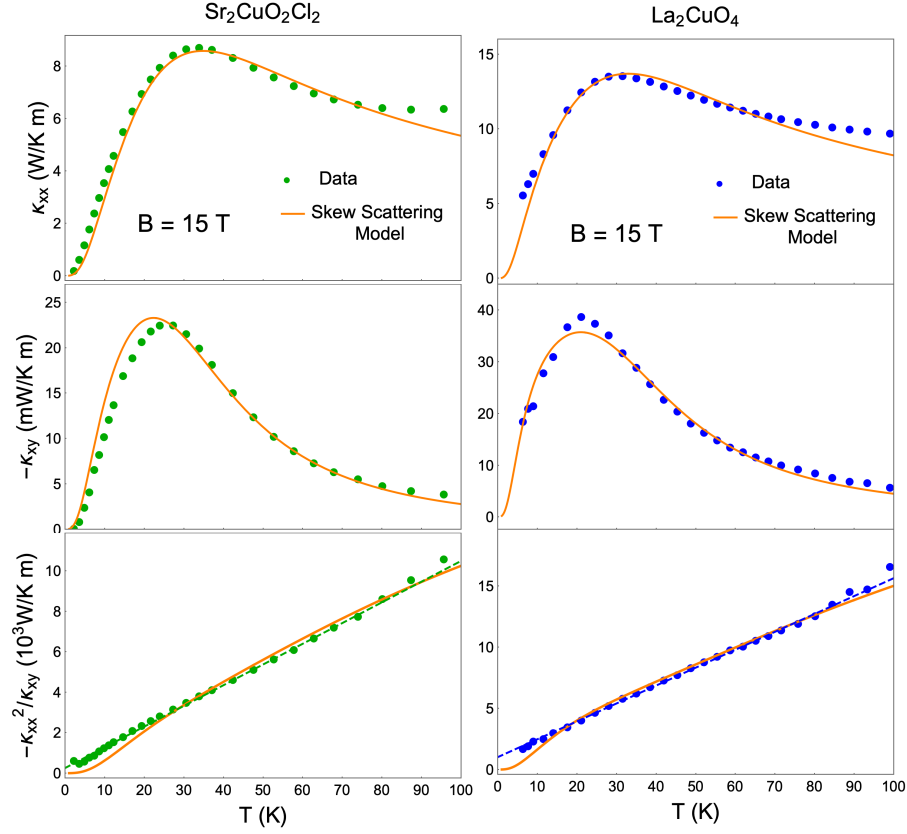 Sr₂CuO₂Cl₂
La₂CuO₄
8
6
4
2
0
κxx (W/K m)
Data
Skew Scattering
Model
B = 15 T
15
10
5
0
Data
Skew Scattering
Model
B = 15 T
25
20
15
10
5
0
−κxy (mW/K m)
40
30
20
10
0
10
8
6
4
2
0
−κxx²/κxy (10³W/K m)
0 10 20 30 40 50 60 70 80 90 100
T (K)
15
10
5
0
0 10 20 30 40 50 60 70 80 90 100
T (K)